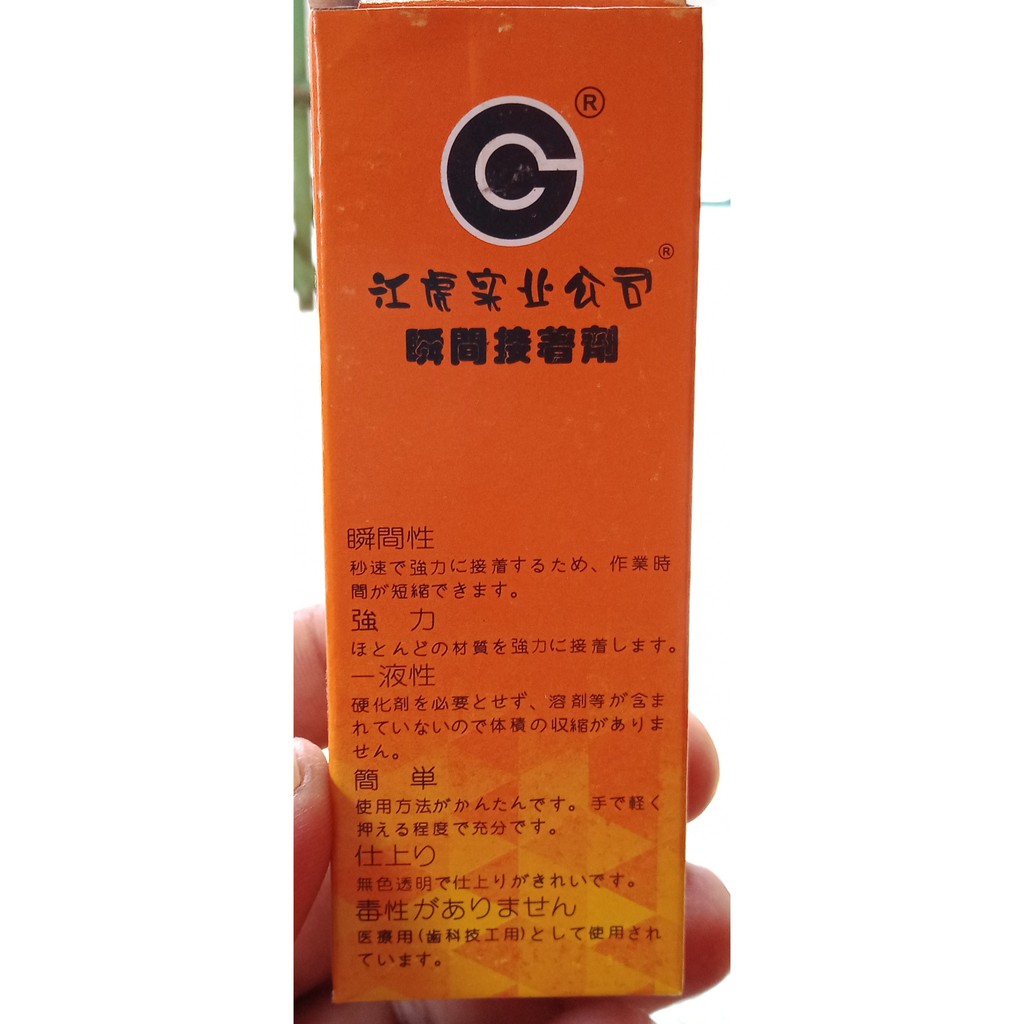 ®
江虎实业公司®
瞬間接着剤
瞬間性
秒速で強力に接着するため、作業時
間が短縮できます。
強 力
ほとんどの材質を強力に接着します。
一液性
硬化剤を必要とせず、溶剤等が含ま
れていないので体積の収縮がありま
せん。
簡 単
使用方法がかんたんです。手で軽く
押える程度で充分です。
仕上り
無色透明で仕上りがきれいです。
毒性がありません
医療用(歯科技工用)として使用され
ています。